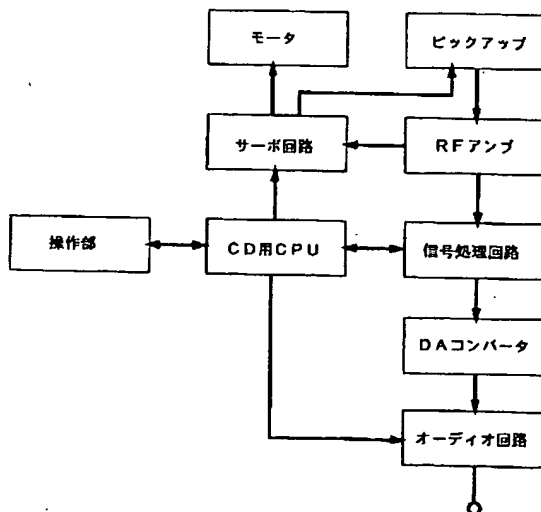 モータ
ピックアップ
サーボ回路
RFアンプ
操作部
CD用CPU
信号処理回路
DAコンバータ
オーディオ回路